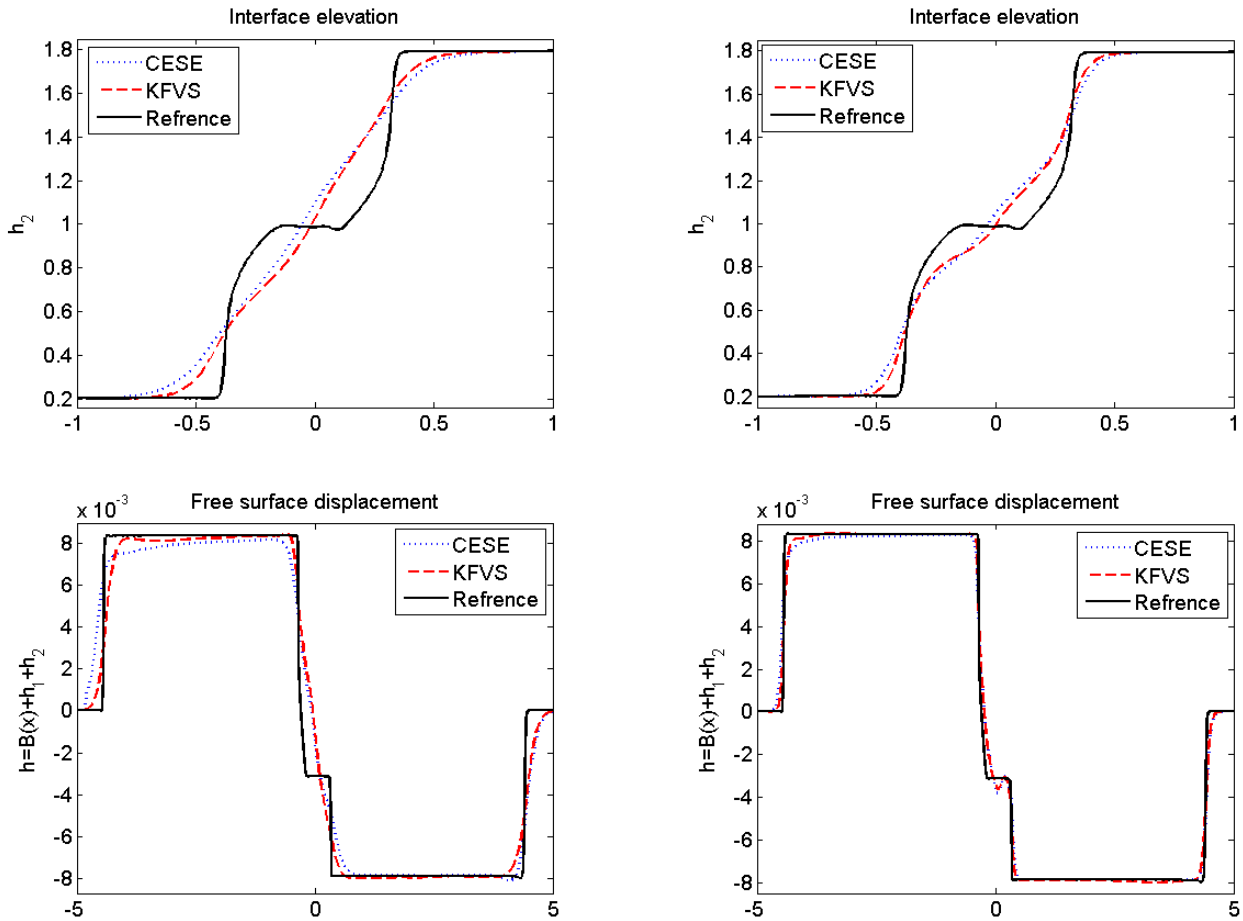 Interface elevation
1.8
1.6
1.4
1.2
1
0.8
0.6
0.4
0.2
h2
CESE
KFVS
Refrence
-1
-0.5
0
0.5
1
Interface elevation
1.8
1.6
1.4
1.2
1
0.8
0.6
0.4
0.2
h2
CESE
KFVS
Refrence
-1
-0.5
0
0.5
1
x 10-3
Free surface displacement
8
6
4
2
0
-2
-4
-6
-8
h=B(x)+h1+h2
CESE
KFVS
Refrence
-5
0
5
x 10-3
Free surface displacement
8
6
4
2
0
-2
-4
-6
-8
h=B(x)+h1+h2
CESE
KFVS
Refrence
-5
0
5